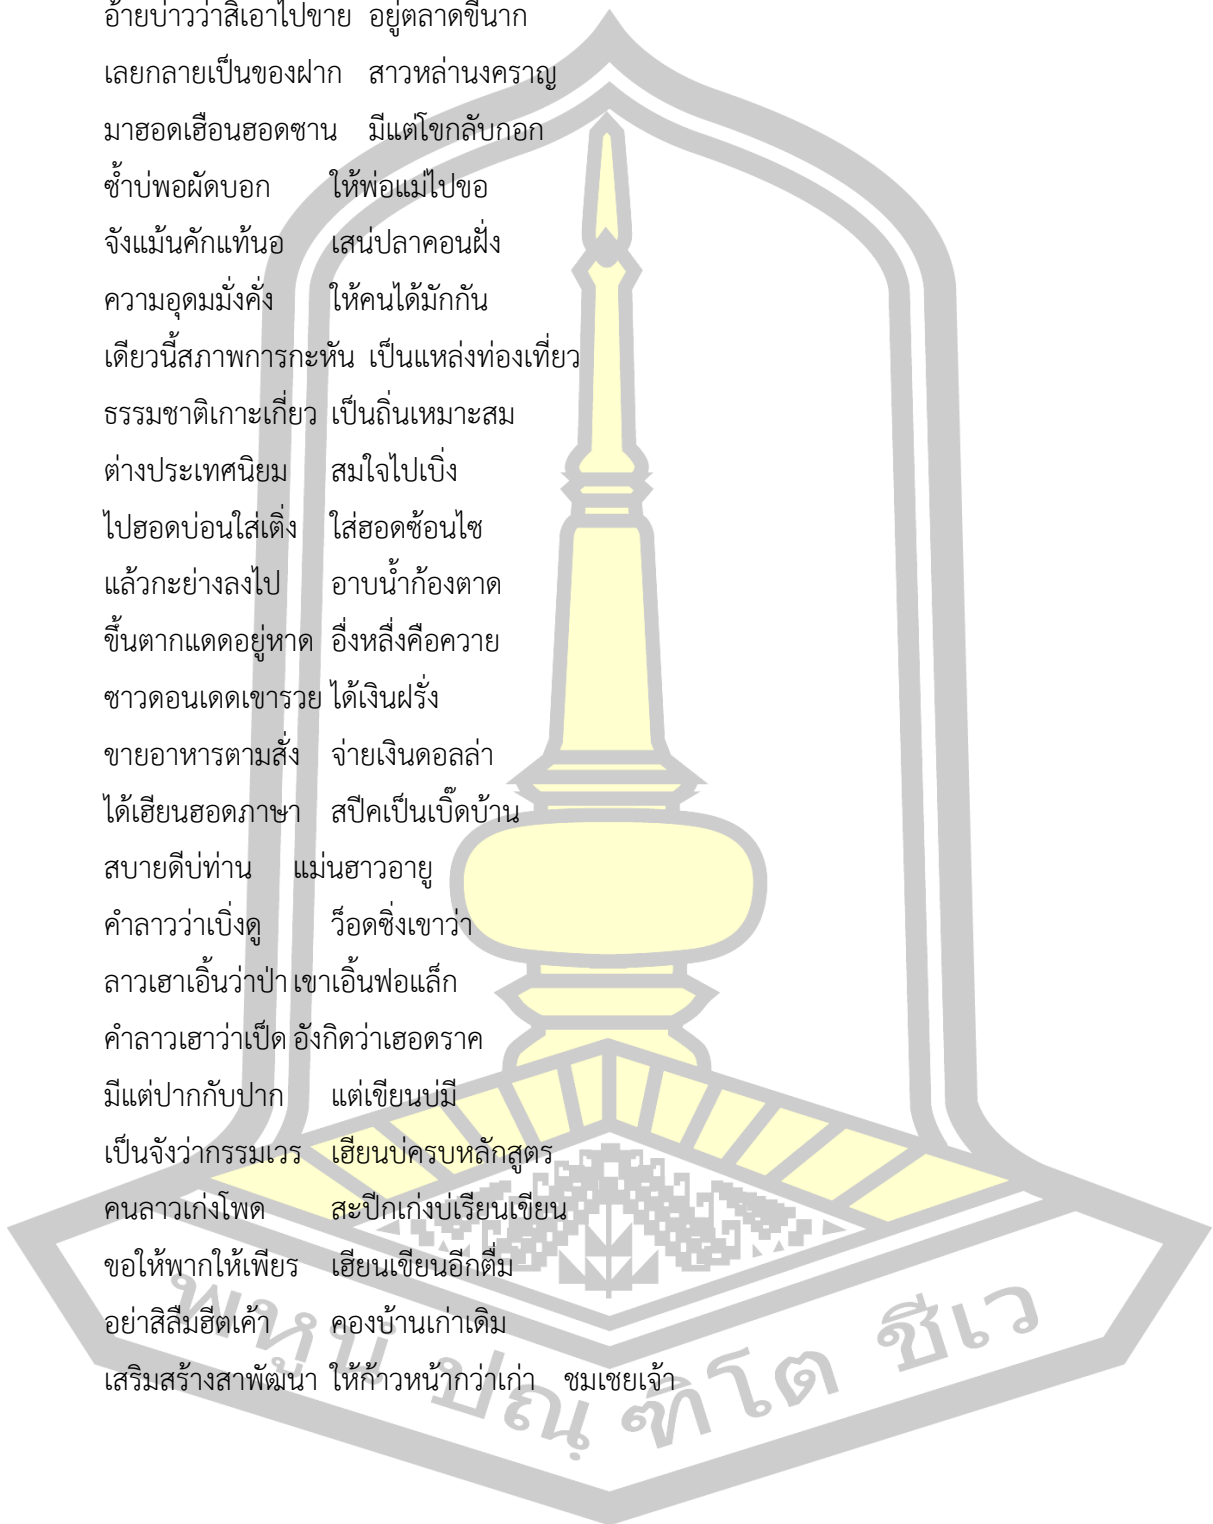 อ้ายบ่าวว่าสิเอาไปขาย อยู่ตลาดขี้นาก
เลยกลายเป็นของฝาก สาวหล่านงคราญ
มาฮอดเฮือนฮอดซาน มีแต่โขกลับกอก
ซ้ำบ่พอผัดบอก ให้พ่อแม่ไปขอ
จังแม้นคักแท้นอ เสน่ปลาคอนฝั่ง
ความอุดมมั่งคั่ง ให้คนได้มักกัน
เดียวนี้สภาพการกะหัน เป็นแหล่งท่องเที่ยว
ธรรมชาติเกาะเกี่ยว เป็นถิ่นเหมาะสม
ต่างประเทศนิยม สมใจไปเบิ่ง
ไปฮอดบ่อนใส่เติ่ง ใส่ฮอดซ้อนไซ
แล้วกะย่างลงไป อาบน้ำก้องตาด
ขึ้นตากแดดอยู่หาด อื่งหลื่งคือควาย
ซาวดอนเดดเขารวย ได้เงินฝรั่ง
ขายอาหารตามสั่ง จ่ายเงินดอลล่า
ได้เฮียนฮอดภาษา สปีคเป็นเบิ๊ดบ้าน
สบายดีบ่ท่าน แม่นฮาวอายู
คำลาวว่าเบิ่งดู ว็อดซิ่งเขาว่า
ลาวเฮาเอิ้นว่าป่า เขาเอิ้นฟอแล็ก
คำลาวเฮาว่าเป็ด อังกิดว่าเฮอดราค
มีแต่ปากกับปาก แต่เขียนบ่มี
เป็นจังว่ากรรมเวร เฮียนบ่ครบหลักสูตร
คนลาวเก่งโพด สะปีกเก่งบ่เรียนเขียน
ขอให้พากให้เพียร เฮียนเขียนอีกตื่ม
อย่าสิลืมฮีตเค้า คองบ้านเก่าเดิม
เสริมสร้างสาพัฒนา ให้ก้าวหน้ากว่าเก่า ชมเชยเจ้า
พหูนํ ปณฺฑิโต ชีเว